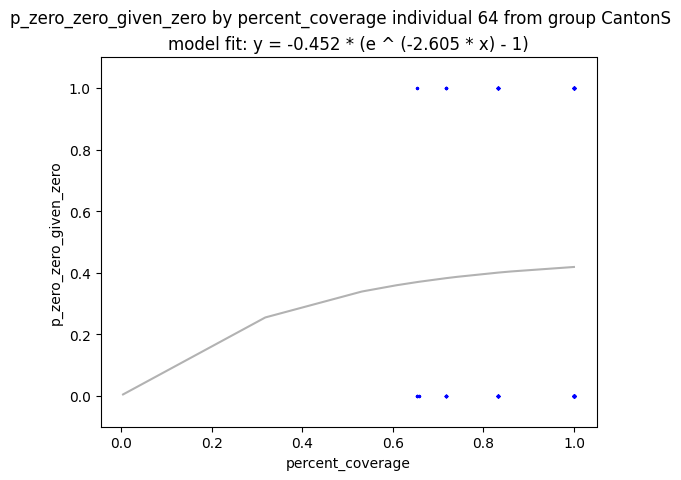 p_zero_zero_given_zero by percent_coverage individual 64 from group CantonS
model fit: y = -0.452 * (e ^ (-2.605 * x) - 1)
1.0
0.8
0.6
0.4
0.2
0.0
p_zero_zero_given_zero
0.0 0.2 0.4 0.6 0.8 1.0
percent_coverage